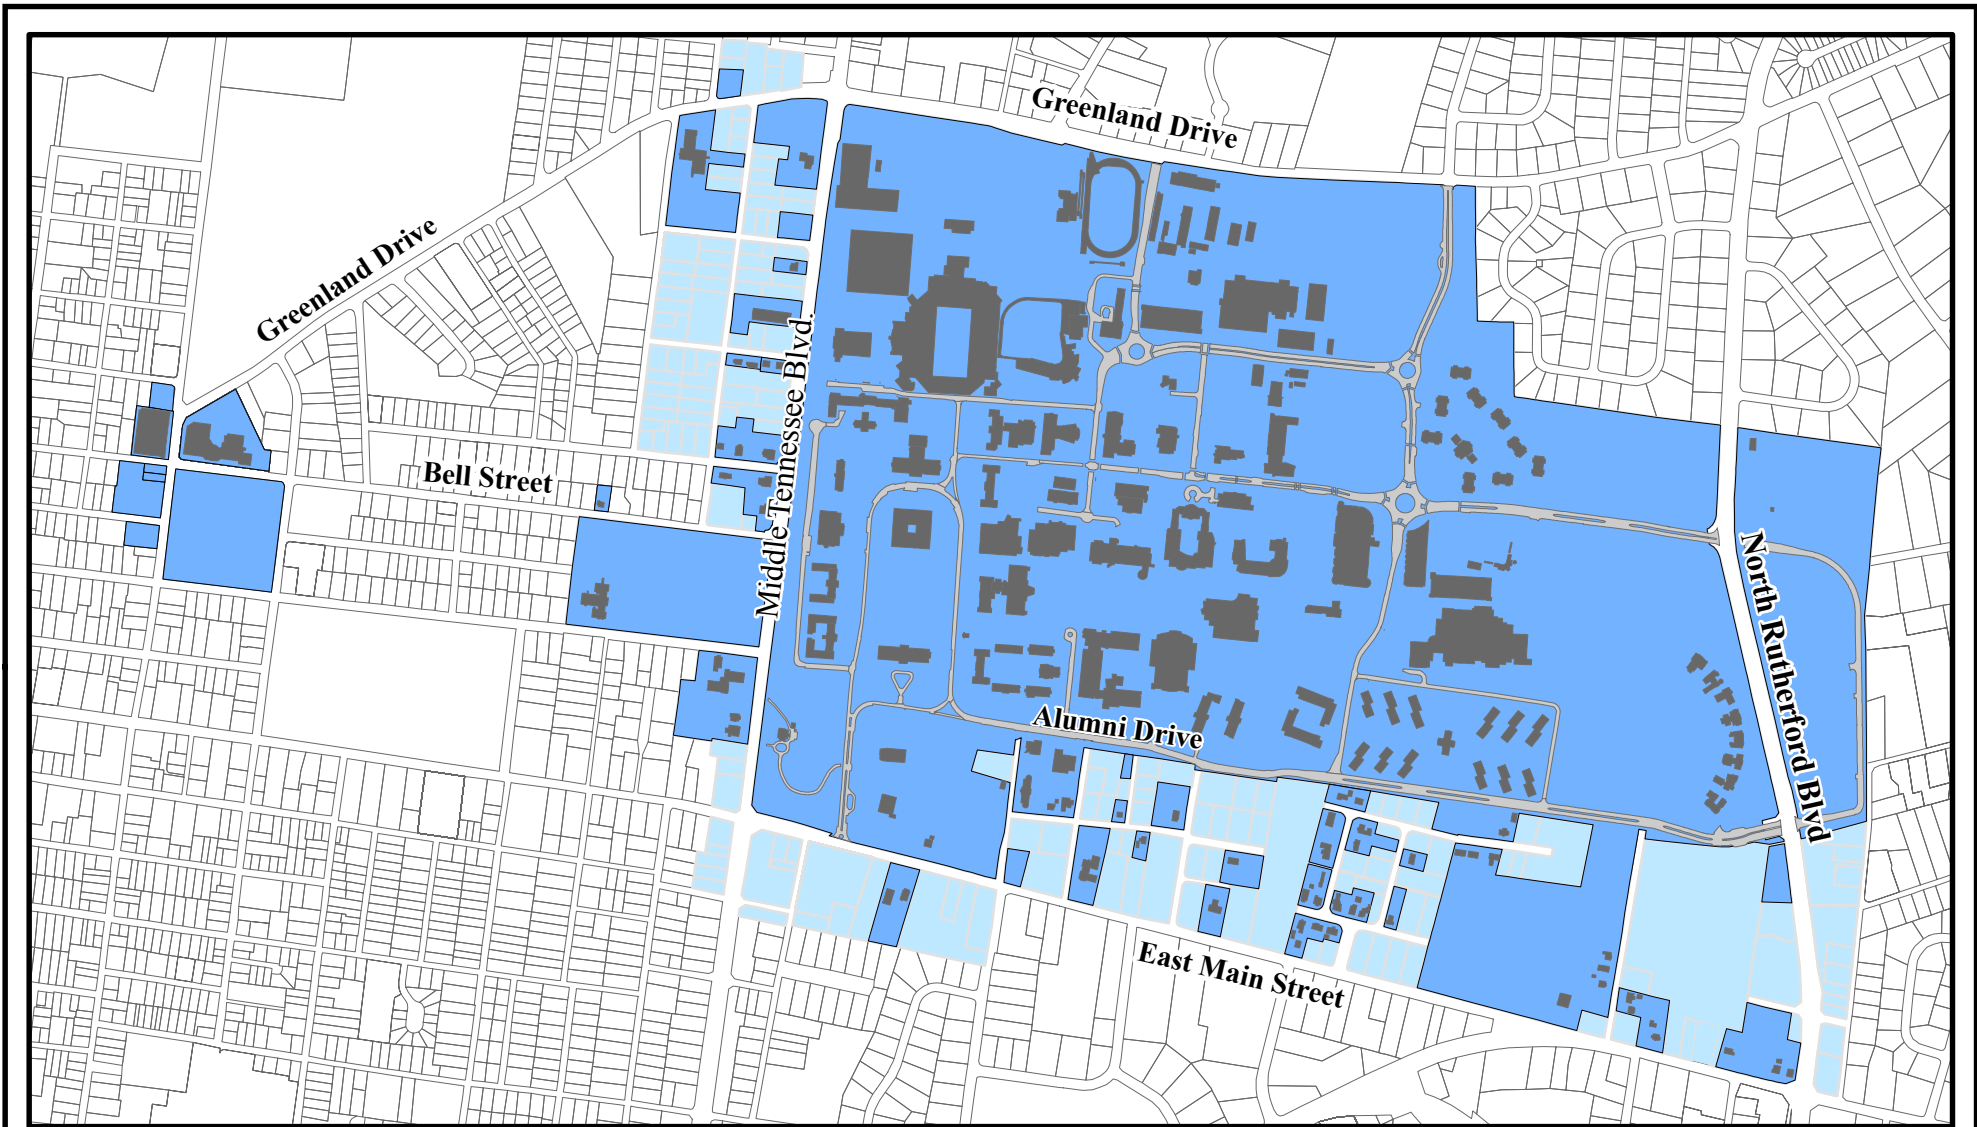 Greenland Drive
Greenland Drive
Middle Tennessee Blvd.
Bell Street
North Rutherford Blvd
Alumni Drive
East Main Street